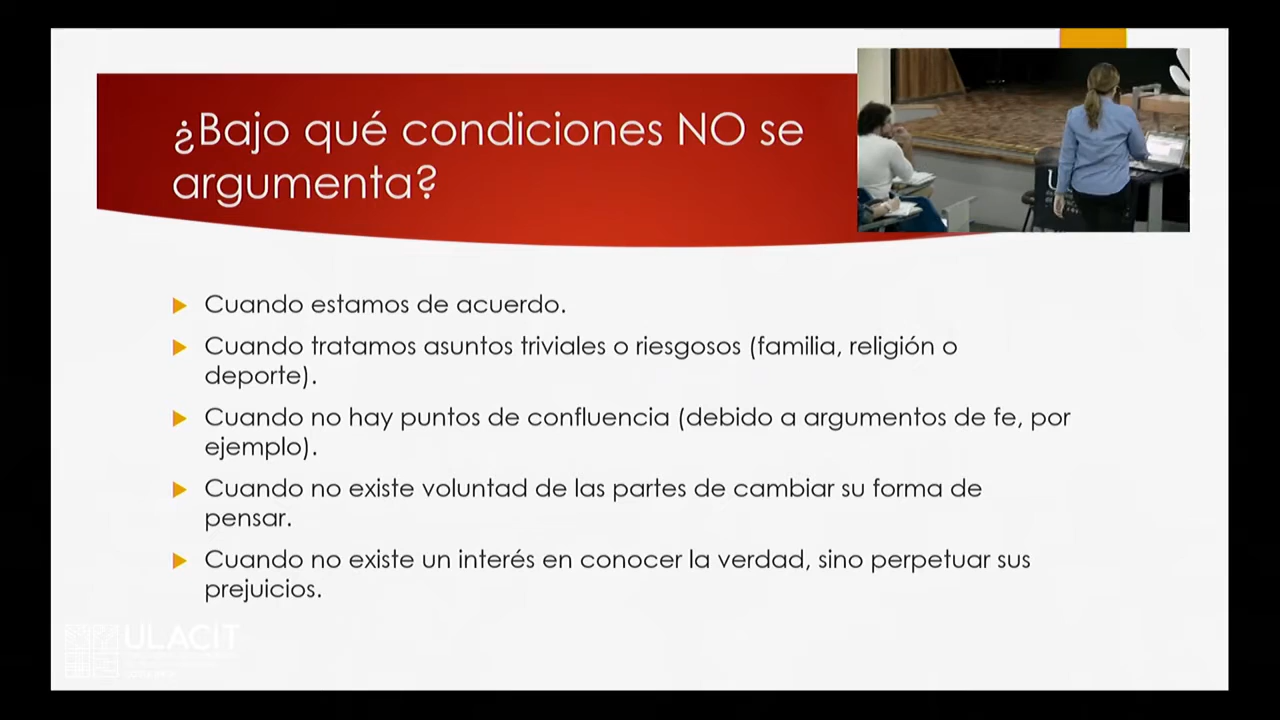 ¿Bajo qué condiciones NO se
argumenta?
Cuando estamos de acuerdo.
Cuando tratamos asuntos triviales o riesgosos (familia, religión o
deporte).
Cuando no hay puntos de confluencia (debido a argumentos de fe, por
ejemplo).
Cuando no existe voluntad de las partes de cambiar su forma de
pensar.
Cuando no existe un interés en conocer la verdad, sino perpetuar sus
prejuicios.
ULACIT